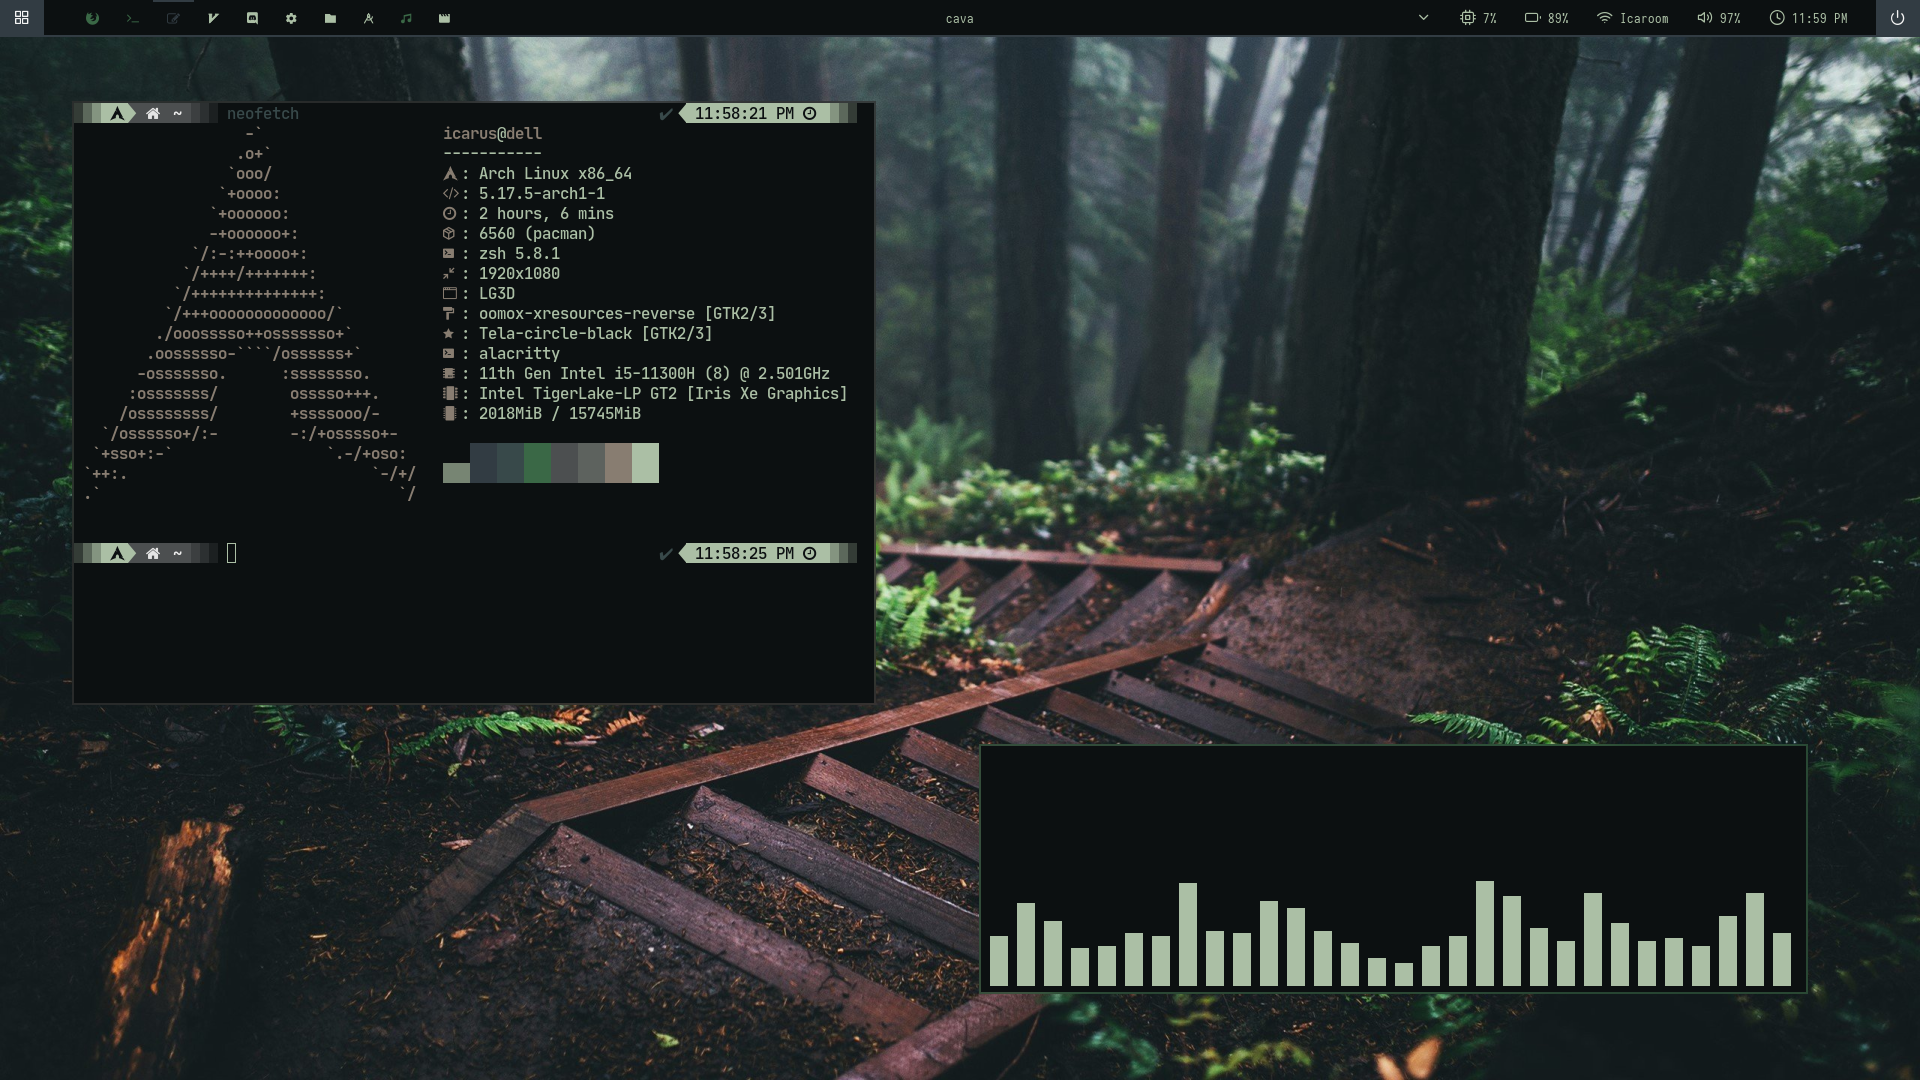 cava
7%
89%
Icaroom
97%
11:59 PM
~ neofetch
11:58:21 PM
-`
.o+`
`ooo/
`+oooo:
`+oooooo:
-+oooooo+:
`/:-:++oooo+:
`/++++/+++++++:
`/++++++++++++++:
`/+++ooooooooooooo/`
./ooosssso++osssssso+`
.oossssso-````/ossssss+`
-osssssso.      :ssssssso.
:osssssss/        osssso+++.
/ossssssss/        +ssssooo/-
`/ossssso+/:-        -:/+osssso+-
`+sso+:-`                 `.-/+oso:
`++:.                           `-/+/
.`                                 `/
icarus@dell
-----------
: Arch Linux x86_64
: 5.17.5-arch1-1
: 2 hours, 6 mins
: 6560 (pacman)
: zsh 5.8.1
: 1920x1080
: LG3D
: oomox-xresources-reverse [GTK2/3]
: Tela-circle-black [GTK2/3]
: alacritty
: 11th Gen Intel i5-11300H (8) @ 2.501GHz
: Intel TigerLake-LP GT2 [Iris Xe Graphics]
: 2018MiB / 15745MiB
~
11:58:25 PM